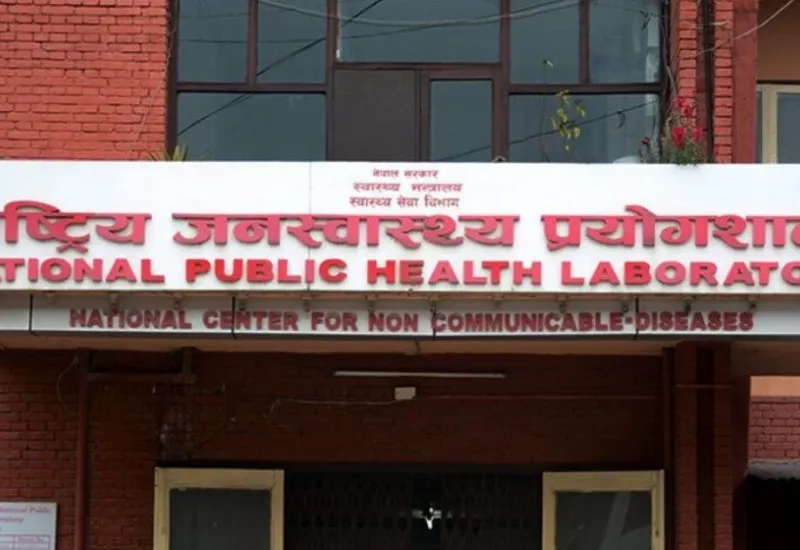 नेपाल सरकार
स्वास्थ्य मन्त्रालय
स्वास्थ्य सेवा विभाग
ष्ट्रिय जनस्वास्थ्य प्रयोगशाल
TIONAL PUBLIC HEALTH LABORATO
NATIONAL CENTER FOR NON COMMUNICABLE-DISEASES